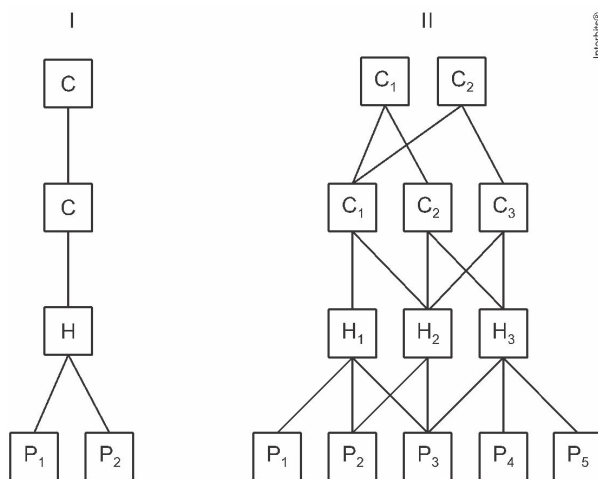 I II
C C₁ C₂
C C₁ C₂ C₃
H H₁ H₂ H₃
P₁ P₂ P₁ P₂ P₃ P₄ P₅